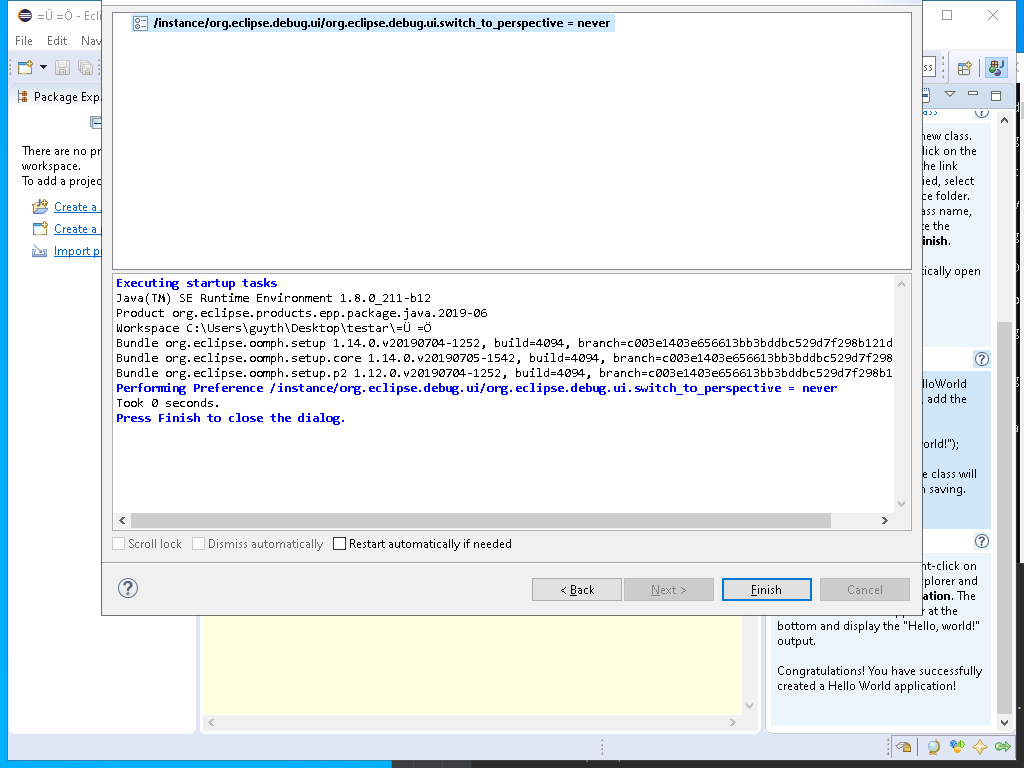 =Ü =Ö - Ecli
/instance/org.eclipse.debug.ui/org.eclipse.debug.ui.switch_to_perspective = never
File Edit Nav
ss
Package Exp
There are no pr
workspace.
To add a projec
Create a
Create a
Import p
new class.
lick on the
he link
ied, select
ce folder.
ass name,
te the
inish.
ically open
Executing startup tasks
Java(TM) SE Runtime Environment 1.8.0_211-b12
Product org.eclipse.products.epp.package.java.2019-06
Workspace C:\Users\guyth\Desktop\testar\=Ü =Ö
Bundle org.eclipse.oomph.setup 1.14.0.v20190704-1252, build=4094, branch=c003e1403e656613bb3bddbc529d7f298b121d
Bundle org.eclipse.oomph.setup.core 1.14.0.v20190705-1542, build=4094, branch=c003e1403e656613bb3bddbc529d7f298
Bundle org.eclipse.oomph.setup.p2 1.12.0.v20190704-1252, build=4094, branch=c003e1403e656613bb3bddbc529d7f298b1
Performing Preference /instance/org.eclipse.debug.ui/org.eclipse.debug.ui.switch_to_perspective = never
Took 0 seconds.
Press Finish to close the dialog.
lloWorld
, add the
orld!");
e class will
n saving.
Scroll lock Dismiss automatically Restart automatically if needed
< Back Next > Finish Cancel
nt-click on
plorer and
ation. The
r at the
bottom and display the "Hello, world!"
output.
Congratulations! You have successfully
created a Hello World application!